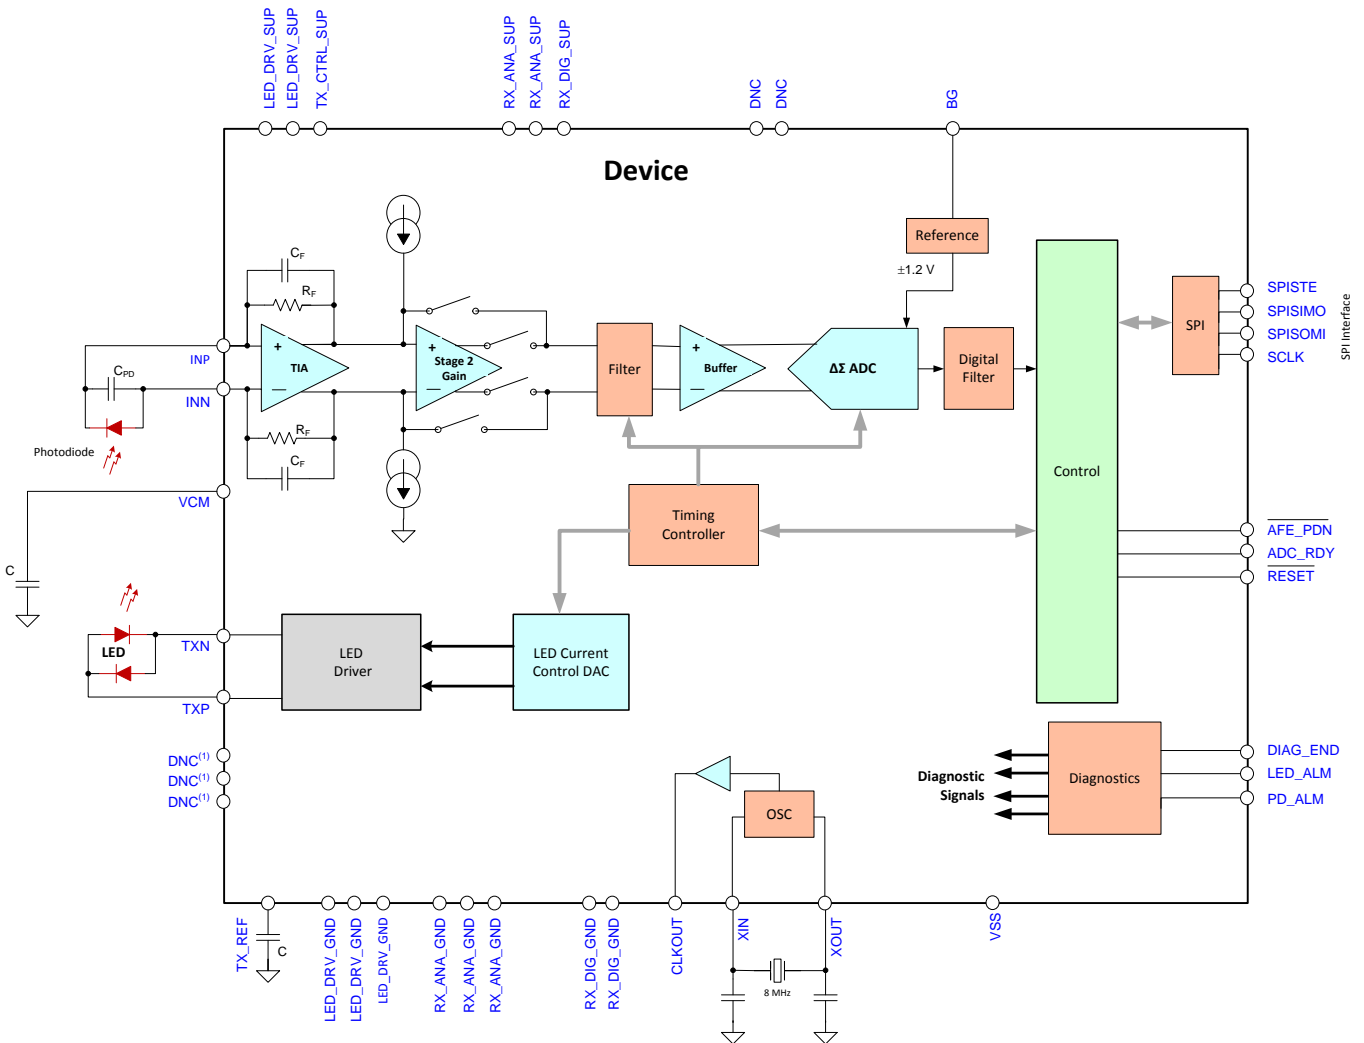 LED_DRV_SUP
LED_DRV_SUP
TX_CTRL_SUP
RX_ANA_SUP
RX_ANA_SUP
RX_DIG_SUP
DNC
DNC
BG
Device
Reference
±1.2 V
CF
RF
INP
+
−
TIA
+
−
Stage 2
Gain
Filter
+
−
Buffer
ΔΣ ADC
Digital
Filter
Control
SPI
SPISTE
SPISIMO
SPISOMI
SCLK
SPI Interface
CPD
INN
Photodiode
RF
CF
VCM
C
Timing
Controller
AFE_PDN
ADC_RDY
RESET
LED
TXN
TXP
LED
Driver
LED Current
Control DAC
DNC(1)
DNC(1)
DNC(1)
OSC
Diagnostic
Signals
Diagnostics
DIAG_END
LED_ALM
PD_ALM
TX_REF
C
LED_DRV_GND
LED_DRV_GND
LED_DRV_GND
RX_ANA_GND
RX_ANA_GND
RX_ANA_GND
RX_DIG_GND
RX_DIG_GND
CLKOUT
XIN
8 MHz
XOUT
VSS